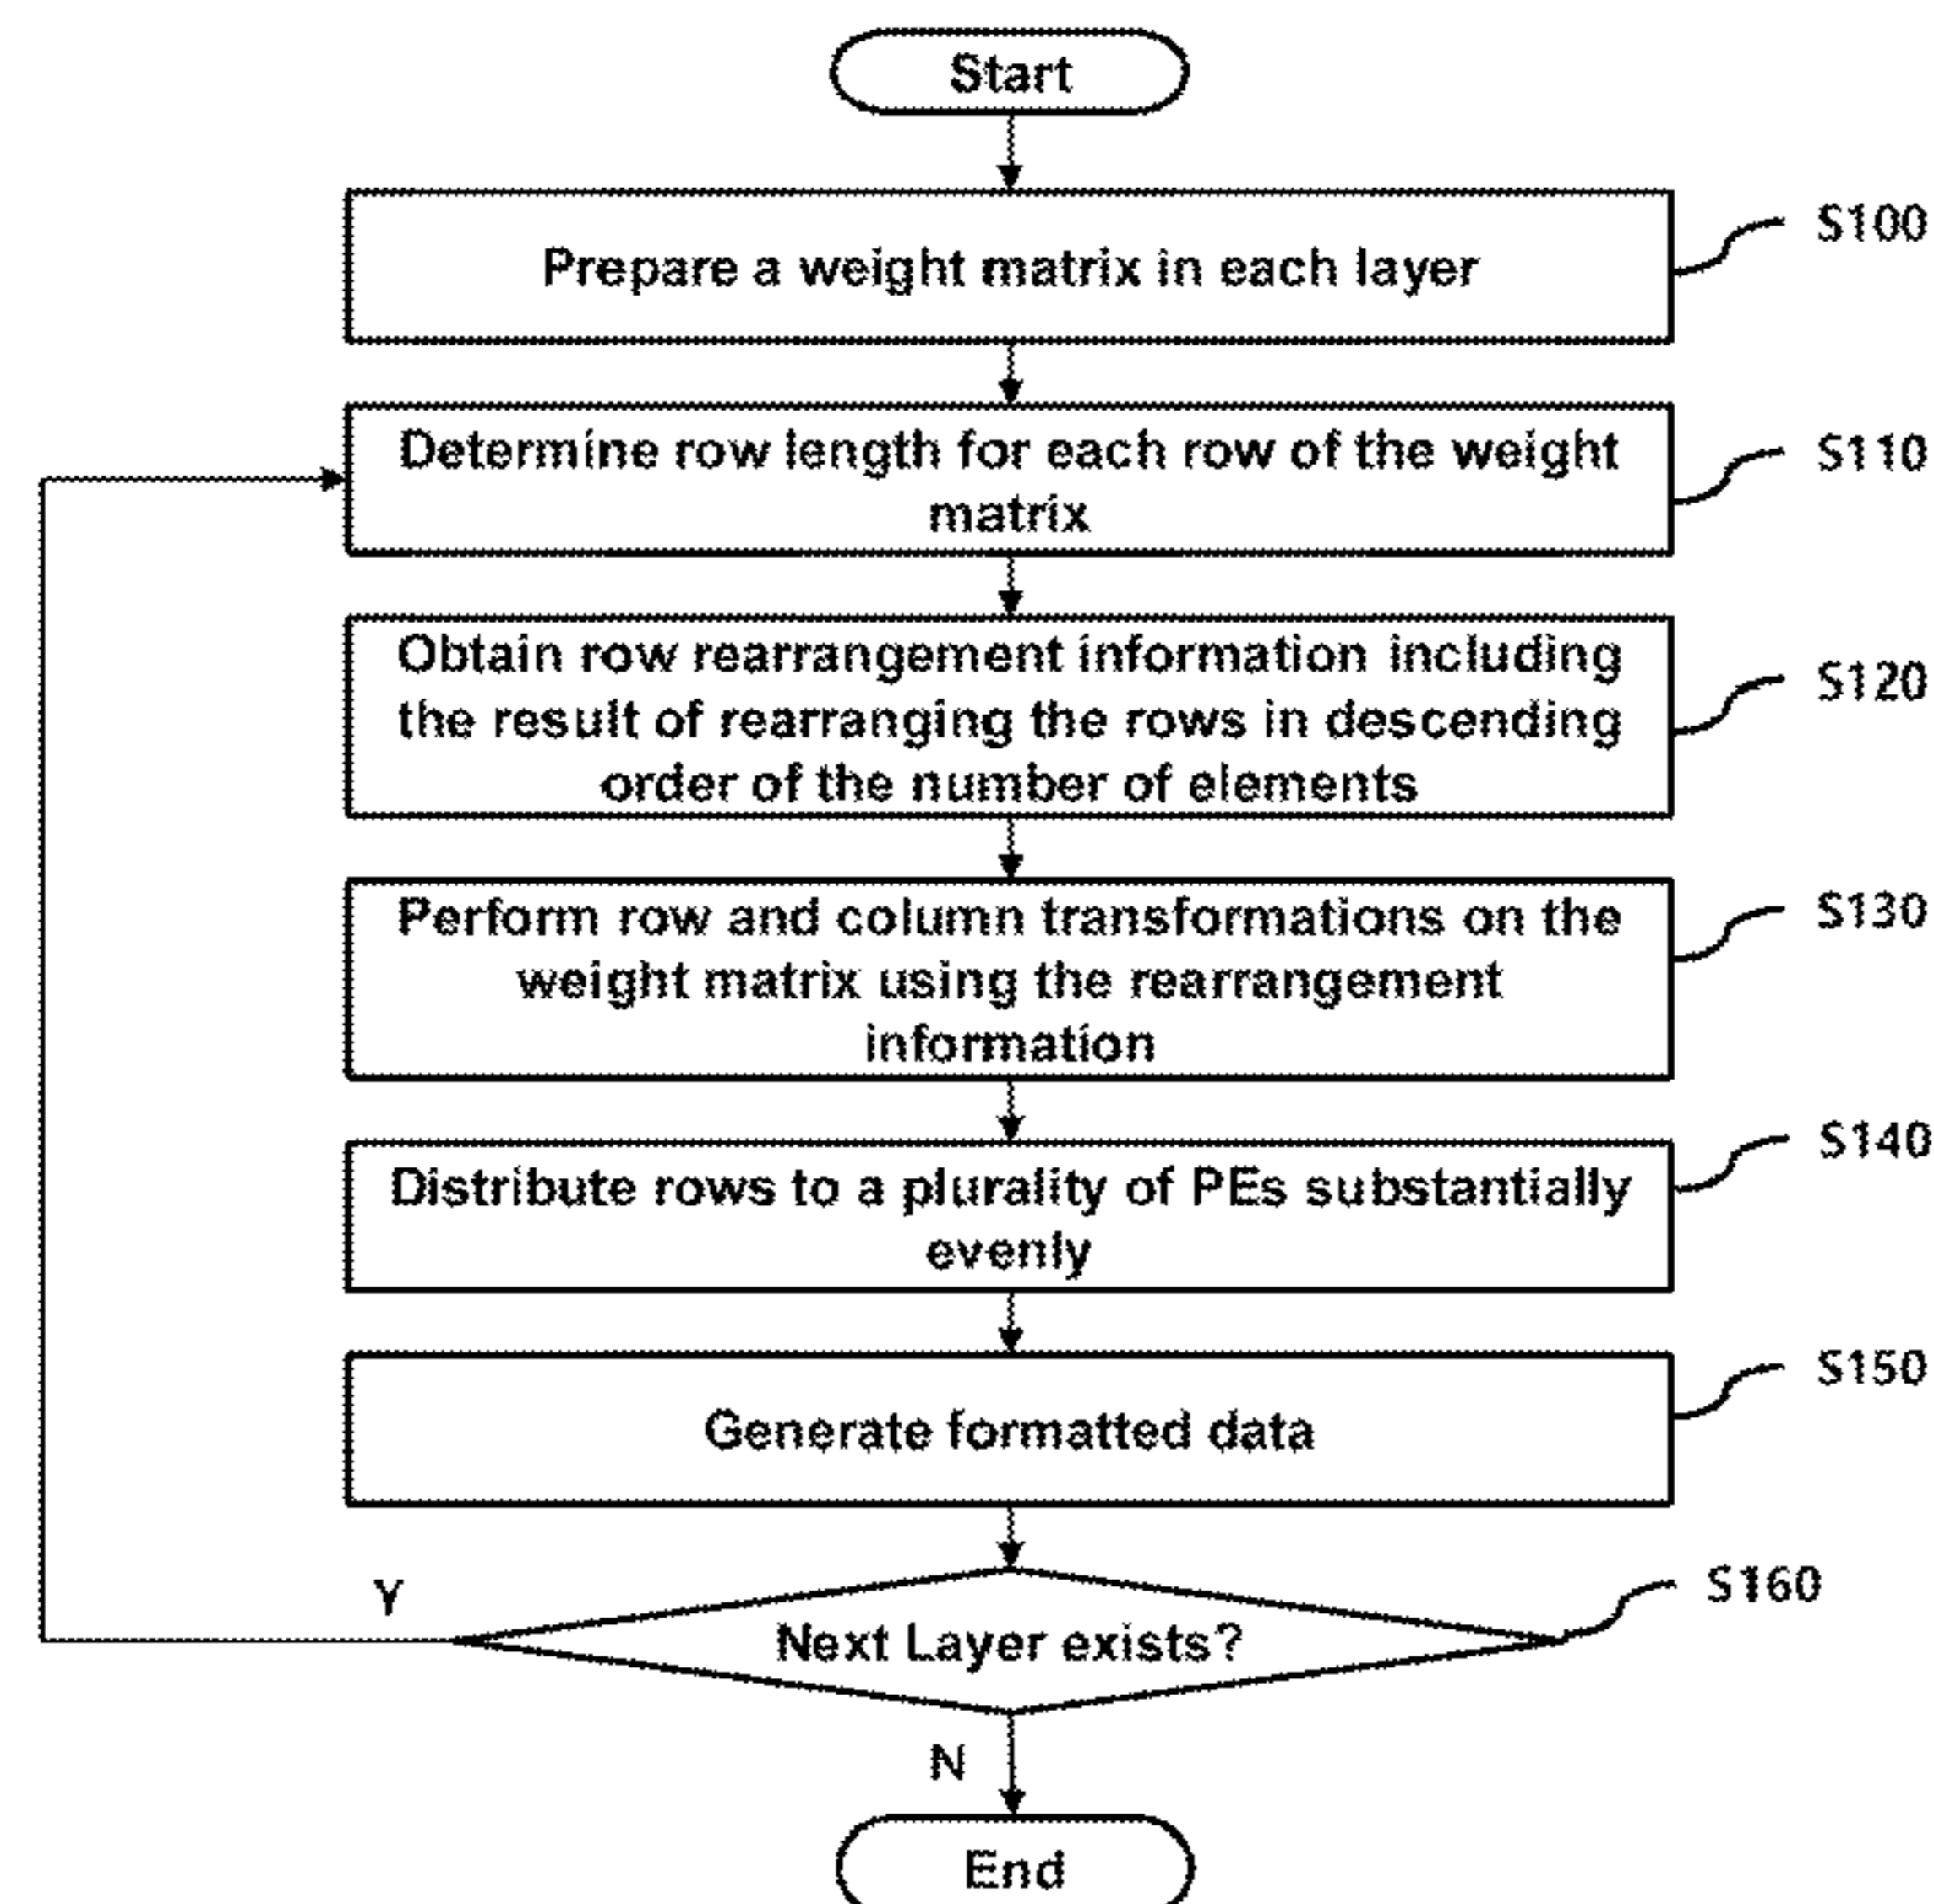 Start
Prepare a weight matrix in each layer
S100
Determine row length for each row of the weight
matrix
S110
Obtain row rearrangement information including
the result of rearranging the rows in descending
order of the number of elements
S120
Perform row and column transformations on the
weight matrix using the rearrangement
information
S130
Distribute rows to a plurality of PEs substantially
evenly
S140
Generate formatted data
S150
Next Layer exists?
S160
Y
N
End